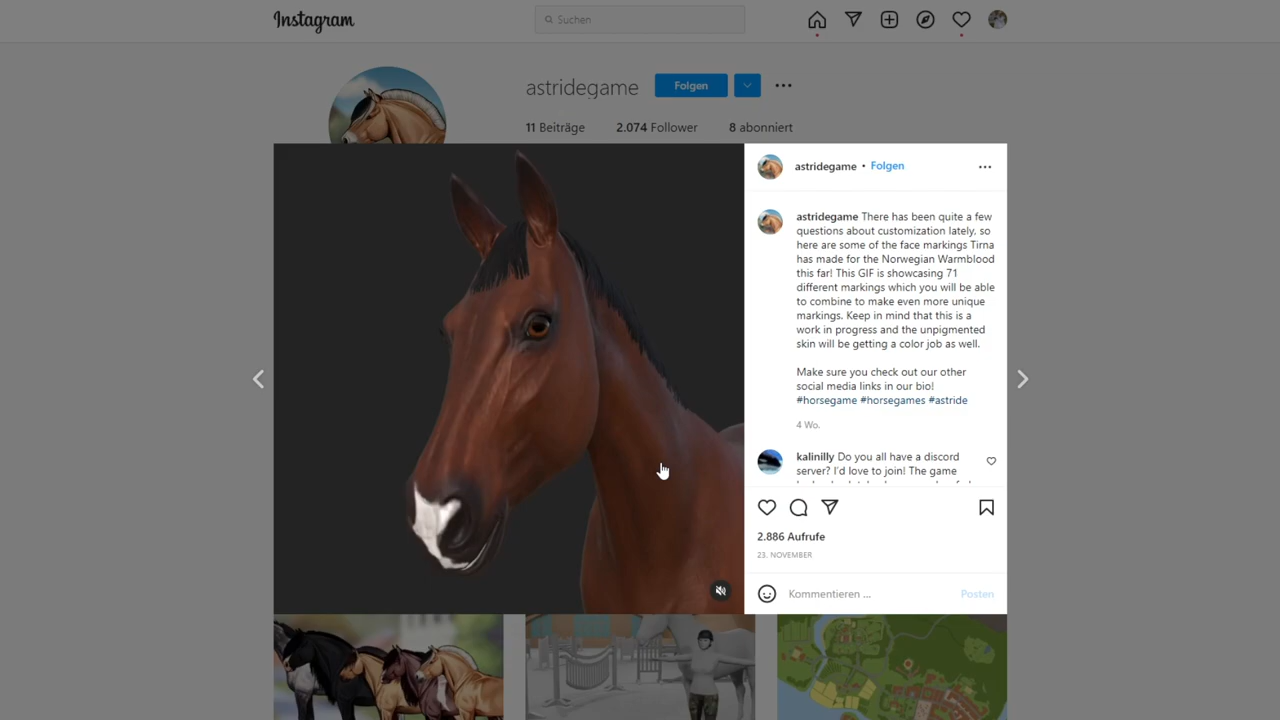 Instagram
Suchen
astridegame
Folgen
11 Beiträge 2.074 Follower 8 abonniert
astridegame • Folgen
astridegame There has been quite a few
questions about customization lately. so
here are some of the face markings Tirna
has made for the Norwegian Warmblood
this far! This GIF is showcasing 71
different markings which you will be able
to combine to make even more unique
markings. Keep in mind that this is a
work in progress and the unpigmented
skin will be getting a color job as well.
Make sure you check out our other
social media links in our bio!
#horsegame #horsegames #astride
4 Wo.
kalinilly Do you all have a discord
server? I'd love to join! The game
2.886 Aufrufe
23. NOVEMBER
Kommentieren ...
Posten